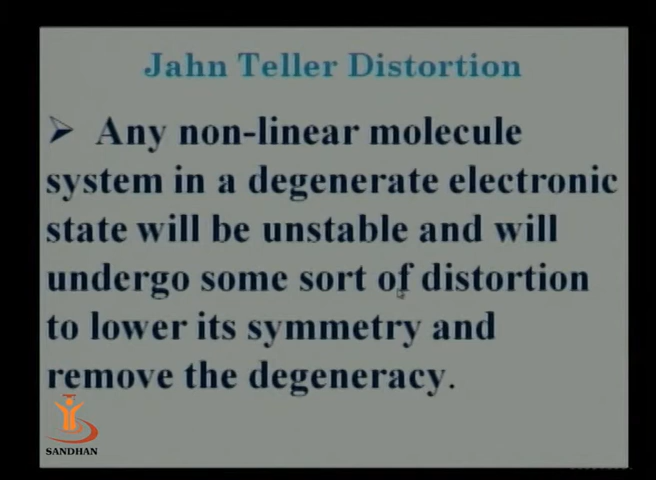 Jahn Teller Distortion
➢ Any non-linear molecule
system in a degenerate electronic
state will be unstable and will
undergo some sort of distortion
to lower its symmetry and
remove the degeneracy.
SANDHAN